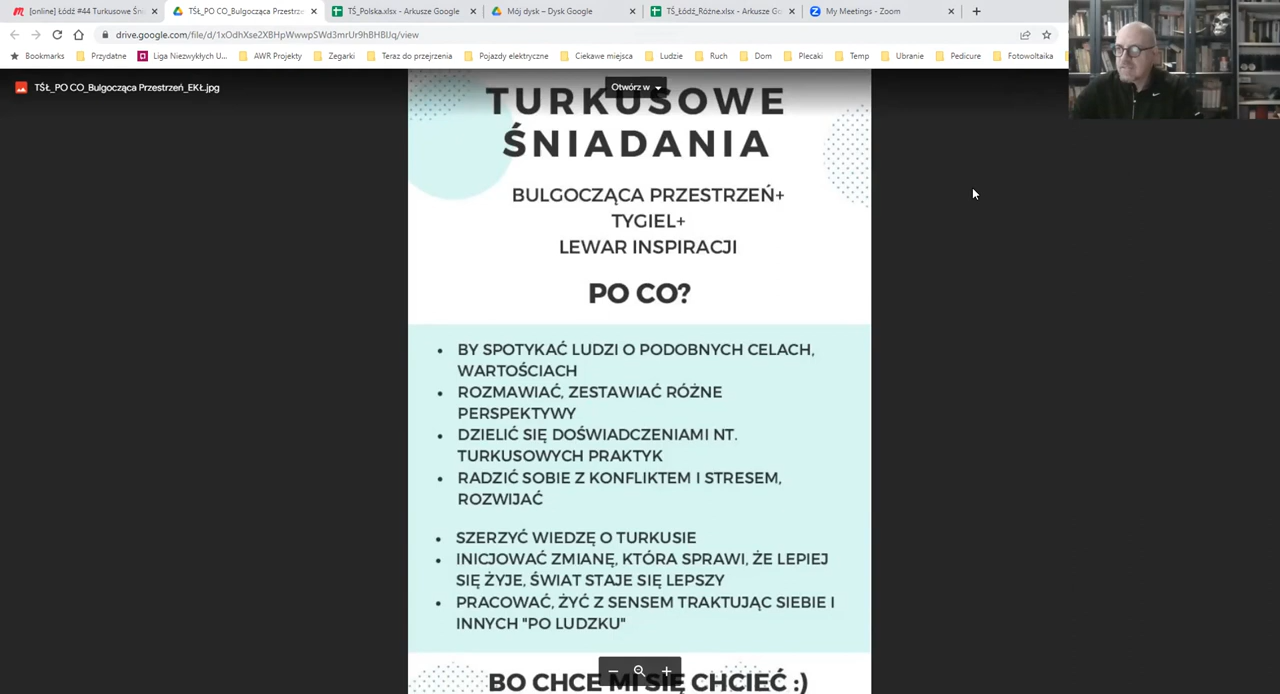 [online] Łódź #44 Turkusowe Śni
TŚŁ_PO CO_Bulgocząca Przestrze
TŚ_Polska.xlsx - Arkusze Google
Mój dysk – Dysk Google
TŚ_Łódź_Różne.xlsx - Arkusze Go
My Meetings - Zoom
drive.google.com/file/d/1xOdhXse2XBHpWwwpSWd3mrUr9hBHBlJq/view
Bookmarks
Przydatne
Liga Niezwykłych U...
AWR Projekty
Zegarki
Teraz do przejrzenia
Pojazdy elektryczne
Ciekawe miejsca
Ludzie
Ruch
Dom
Plecaki
Temp
Ubranie
Pedicure
Fotowoltaika
TŚŁ_PO CO_Bulgocząca Przestrzeń_EKŁ.jpg
Otwórz w
TURKUSOWE
ŚNIADANIA
BULGOCZĄCA PRZESTRZEŃ+
TYGIEL+
LEWAR INSPIRACJI
PO CO?
• BY SPOTYKAĆ LUDZI O PODOBNYCH CELACH,
WARTOŚCIACH
• ROZMAWIAĆ, ZESTAWIAĆ RÓŻNE
PERSPEKTYWY
• DZIELIĆ SIĘ DOŚWIADCZENIAMI NT.
TURKUSOWYCH PRAKTYK
• RADZIĆ SOBIE Z KONFLIKTEM I STRESEM,
ROZWIJAĆ
• SZERZYĆ WIEDZĘ O TURKUSIE
• INICJOWAĆ ZMIANĘ, KTÓRA SPRAWI, ŻE LEPIEJ
SIĘ ŻYJE, ŚWIAT STAJE SIĘ LEPSZY
• PRACOWAĆ, ŻYĆ Z SENSEM TRAKTUJĄC SIEBIE I
INNYCH "PO LUDZKU"
BO CHCE MI SIĘ CHCIEĆ :)